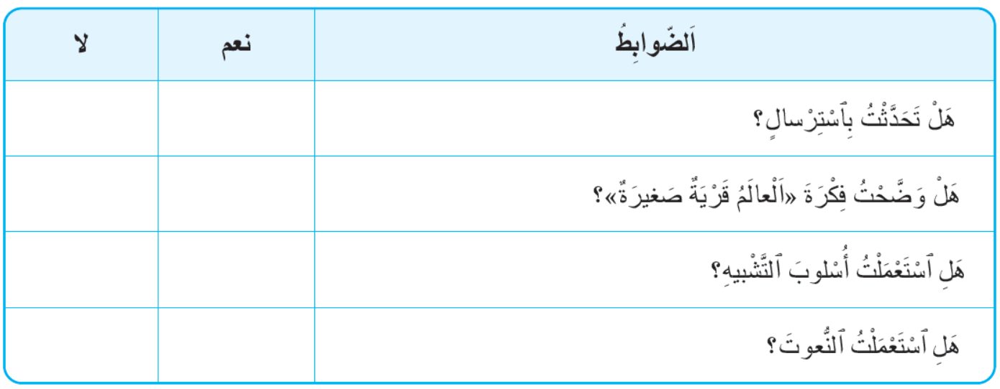 اَلضّوابِطُ نعم لا
هَلْ تَحَدَّثْتُ بِٱسْتِرْسالٍ؟
هَلْ وَضَّحْتُ فِكْرَةَ «اَلْعالَمُ قَرْيَةٌ صَغيرَةٌ»؟
هَلِ ٱسْتَعْمَلْتُ أُسْلوبَ ٱلتَّشْبيهِ؟
هَلِ ٱسْتَعْمَلْتُ ٱلنُّعوتَ؟